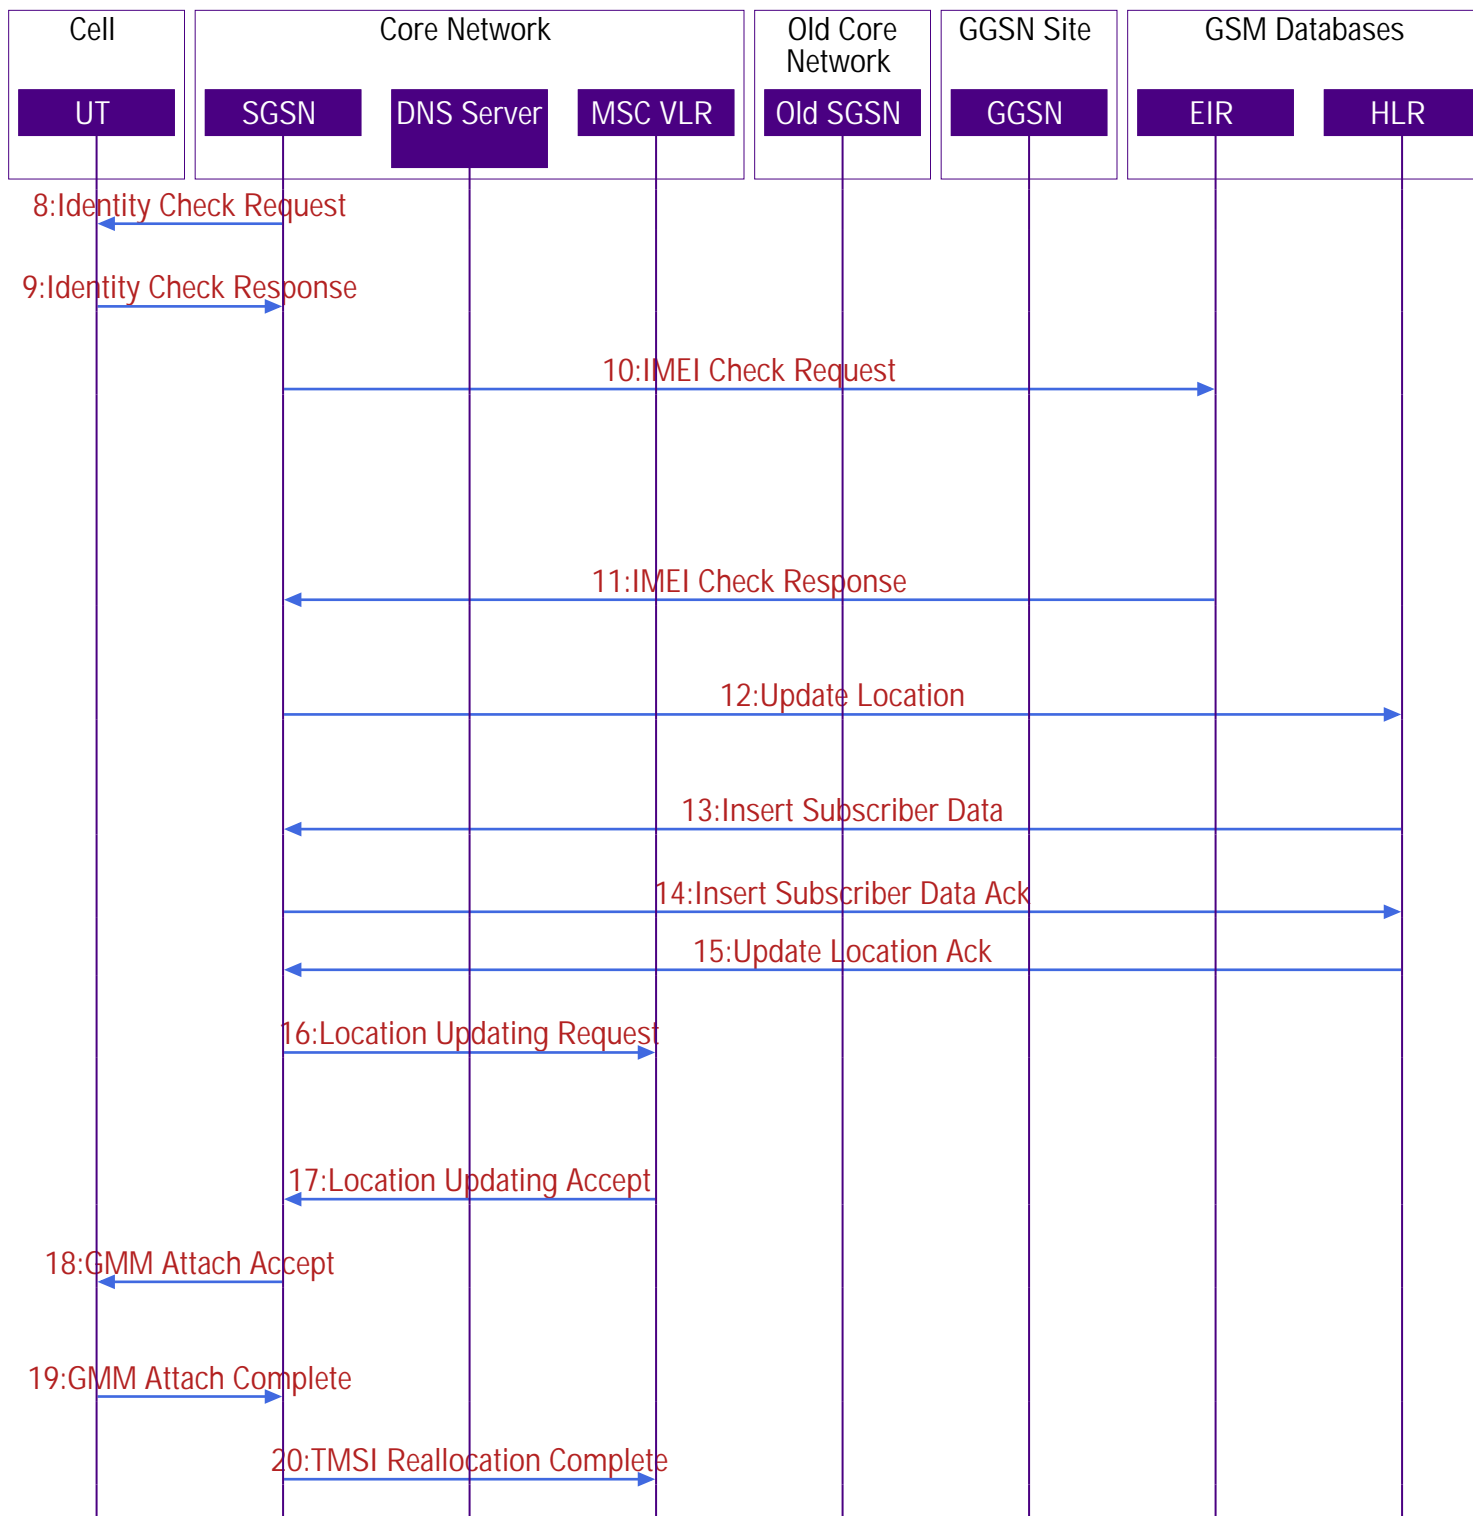 Cell
Core Network
Old Core
Network
GGSN Site
GSM Databases
UT
SGSN
DNS Server
MSC VLR
Old SGSN
GGSN
EIR
HLR
8:Identity Check Request
9:Identity Check Response
10:IMEI Check Request
11:IMEI Check Response
12:Update Location
13:Insert Subscriber Data
14:Insert Subscriber Data Ack
15:Update Location Ack
16:Location Updating Request
17:Location Updating Accept
18:GMM Attach Accept
19:GMM Attach Complete
20:TMSI Reallocation Complete